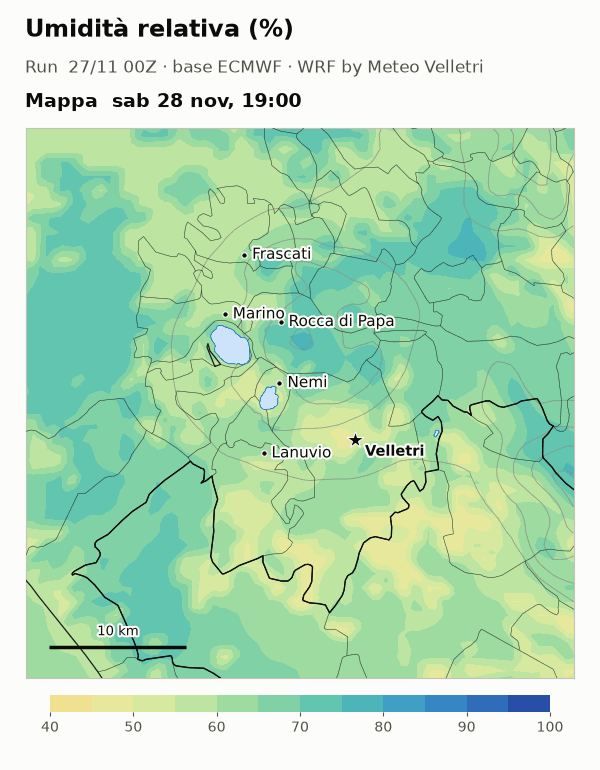 Umidità relativa (%)
Run  27/11 00Z · base ECMWF · WRF by Meteo Velletri
Mappa  sab 28 nov, 19:00
Frascati
Marino
Rocca di Papa
Nemi
Velletri
Lanuvio
10 km
40 50 60 70 80 90 100